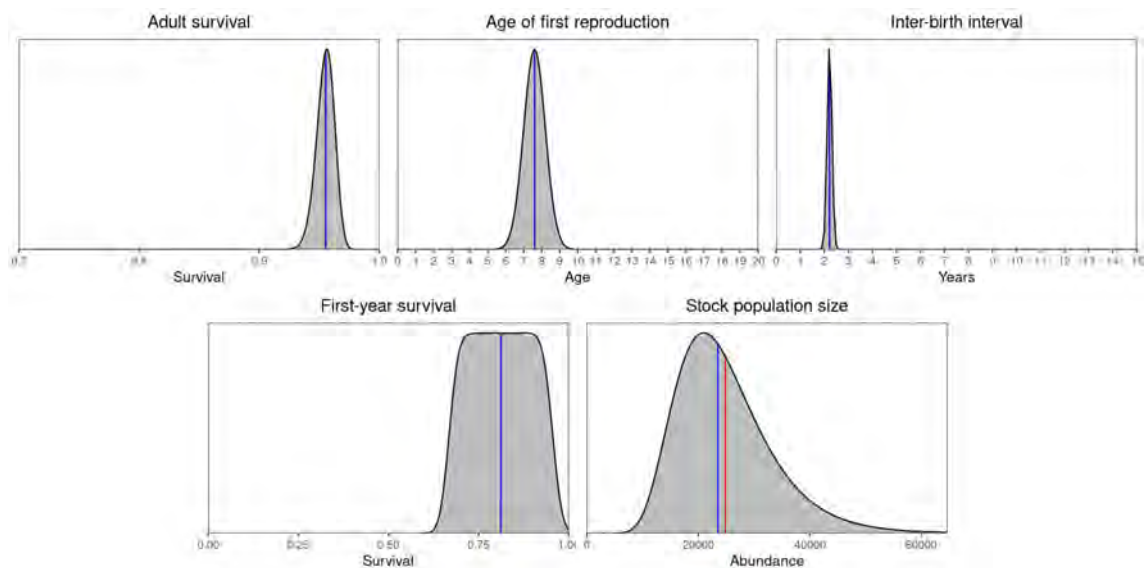 Adult survival
Age of first reproduction
Inter-birth interval
0.7 0.8 0.9 1.0
0 1 2 3 4 5 6 7 8 9 10 11 12 13 14 15 16 17 18 19 20
0 1 2 3 4 5 6 7 8 9 10 11 12 13 14 15
Survival
Age
Years
First-year survival
Stock population size
0.00 0.25 0.50 0.75 1.0
0 20000 40000 60000
Survival
Abundance